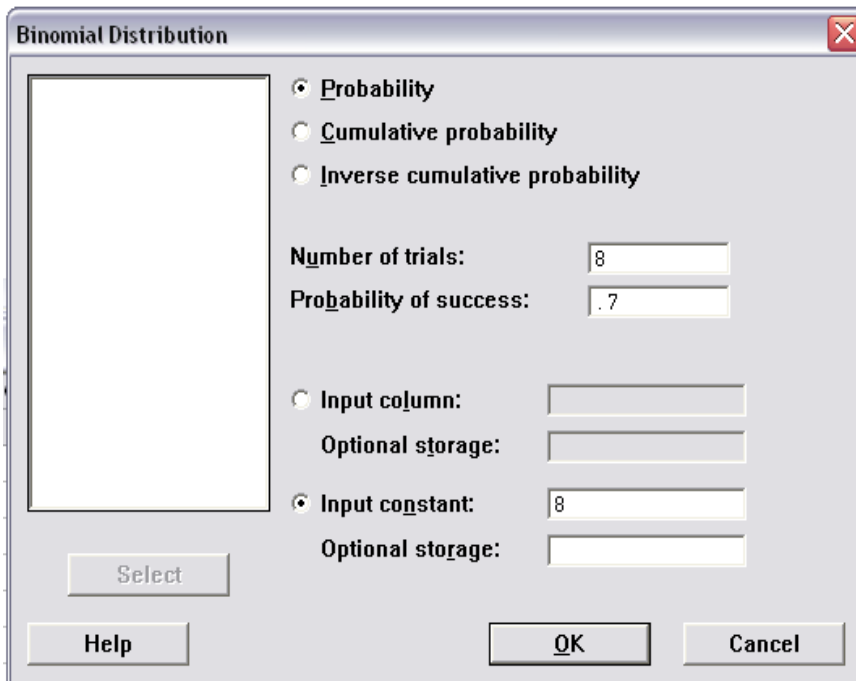 Binomial Distribution
Probability
Cumulative probability
Inverse cumulative probability
Number of trials: 8
Probability of success: .7
Input column:
Optional storage:
Input constant: 8
Optional storage:
Select
Help OK Cancel